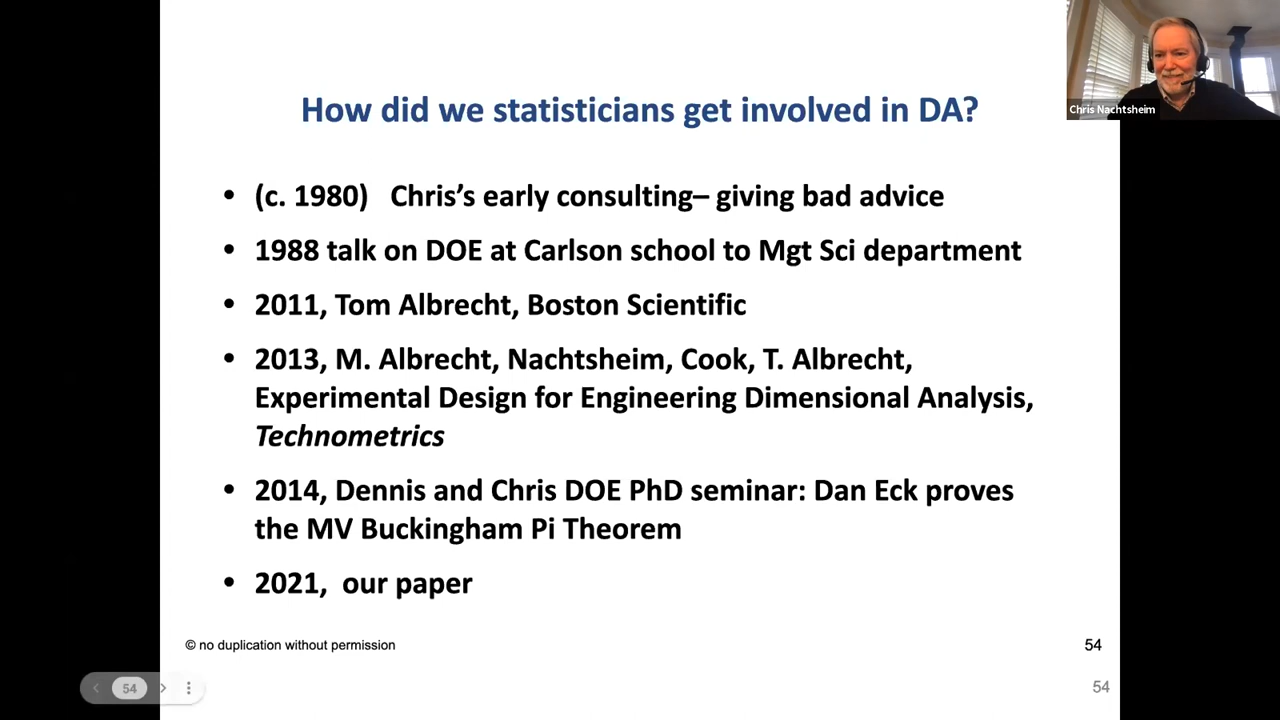 Chris Nachtsheim
How did we statisticians get involved in DA?
• (c. 1980) Chris’s early consulting– giving bad advice
• 1988 talk on DOE at Carlson school to Mgt Sci department
• 2011, Tom Albrecht, Boston Scientific
• 2013, M. Albrecht, Nachtsheim, Cook, T. Albrecht,
Experimental Design for Engineering Dimensional Analysis,
Technometrics
• 2014, Dennis and Chris DOE PhD seminar: Dan Eck proves
the MV Buckingham Pi Theorem
• 2021, our paper
© no duplication without permission
54
54
54